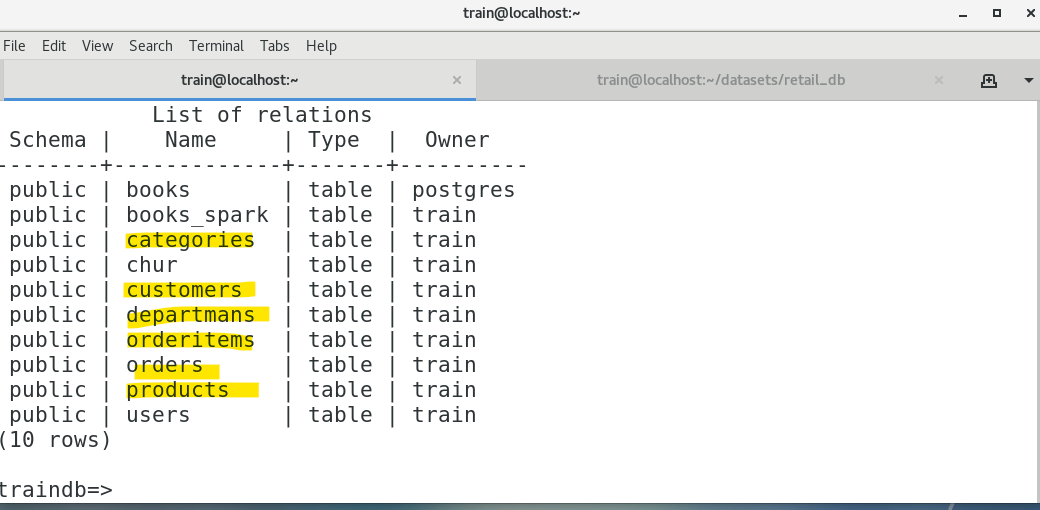 train@localhost:~
File Edit View Search Terminal Tabs Help
train@localhost:~ × train@localhost:~/datasets/retail_db ×
List of relations
Schema | Name | Type | Owner
--------+-------------+-------+----------
public | books | table | postgres
public | books_spark | table | train
public | categories | table | train
public | chur | table | train
public | customers | table | train
public | departmans | table | train
public | orderitems | table | train
public | orders | table | train
public | products | table | train
public | users | table | train
(10 rows)
traindb=>